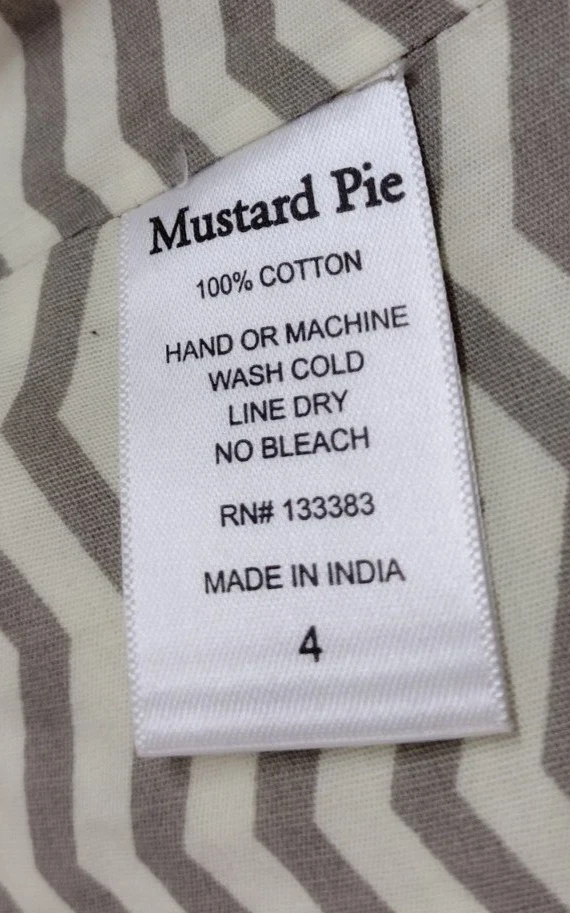 Mustard Pie
100% COTTON
HAND OR MACHINE
WASH COLD
LINE DRY
NO BLEACH
RN# 133383
MADE IN INDIA
4